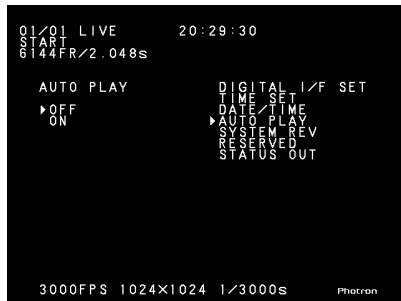 01/01 LIVE 20:29:30
START
6144FR/2.048s
AUTO PLAY
▶OFF
ON
DIGITAL I/F SET
TIME SET
DATE/TIME
▶AUTO PLAY
SYSTEM REV
RESERVED
STATUS OUT
3000FPS 1024×1024 1/3000s Photron